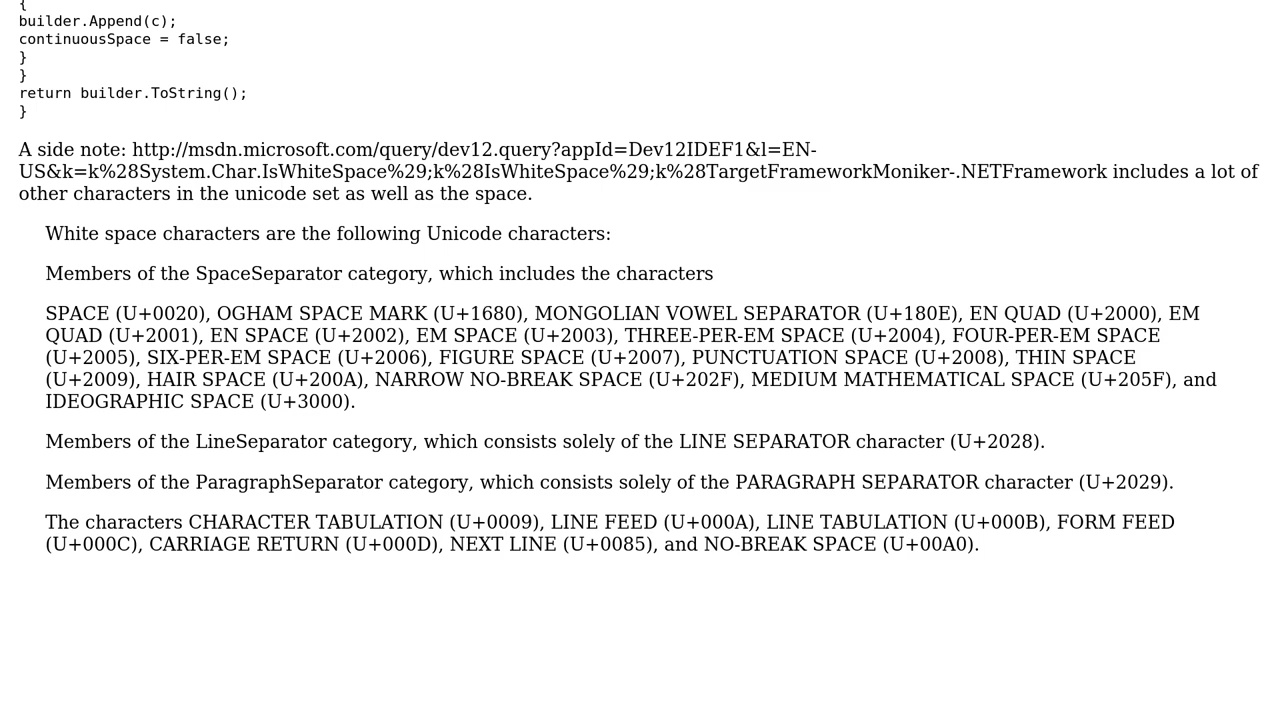 {
builder.Append(c);
continuousSpace = false;
}
}
return builder.ToString();
}
A side note: http://msdn.microsoft.com/query/dev12.query?appId=Dev12IDEF1&l=EN-
US&k=k%28System.Char.IsWhiteSpace%29;k%28IsWhiteSpace%29;k%28TargetFrameworkMoniker-.NETFramework includes a lot of
other characters in the unicode set as well as the space.
White space characters are the following Unicode characters:
Members of the SpaceSeparator category, which includes the characters
SPACE (U+0020), OGHAM SPACE MARK (U+1680), MONGOLIAN VOWEL SEPARATOR (U+180E), EN QUAD (U+2000), EM
QUAD (U+2001), EN SPACE (U+2002), EM SPACE (U+2003), THREE-PER-EM SPACE (U+2004), FOUR-PER-EM SPACE
(U+2005), SIX-PER-EM SPACE (U+2006), FIGURE SPACE (U+2007), PUNCTUATION SPACE (U+2008), THIN SPACE
(U+2009), HAIR SPACE (U+200A), NARROW NO-BREAK SPACE (U+202F), MEDIUM MATHEMATICAL SPACE (U+205F), and
IDEOGRAPHIC SPACE (U+3000).
Members of the LineSeparator category, which consists solely of the LINE SEPARATOR character (U+2028).
Members of the ParagraphSeparator category, which consists solely of the PARAGRAPH SEPARATOR character (U+2029).
The characters CHARACTER TABULATION (U+0009), LINE FEED (U+000A), LINE TABULATION (U+000B), FORM FEED
(U+000C), CARRIAGE RETURN (U+000D), NEXT LINE (U+0085), and NO-BREAK SPACE (U+00A0).